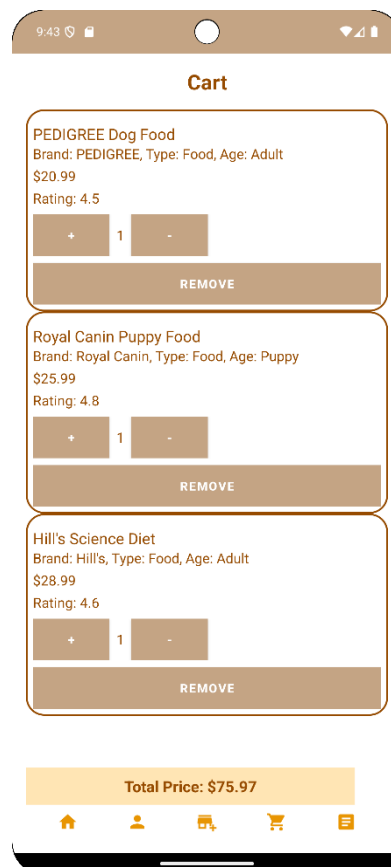 9:43
Cart
PEDIGREE Dog Food
Brand: PEDIGREE, Type: Food, Age: Adult
$20.99
Rating: 4.5
+ 1 -
REMOVE
Royal Canin Puppy Food
Brand: Royal Canin, Type: Food, Age: Puppy
$25.99
Rating: 4.8
+ 1 -
REMOVE
Hill's Science Diet
Brand: Hill's, Type: Food, Age: Adult
$28.99
Rating: 4.6
+ 1 -
REMOVE
Total Price: $75.97